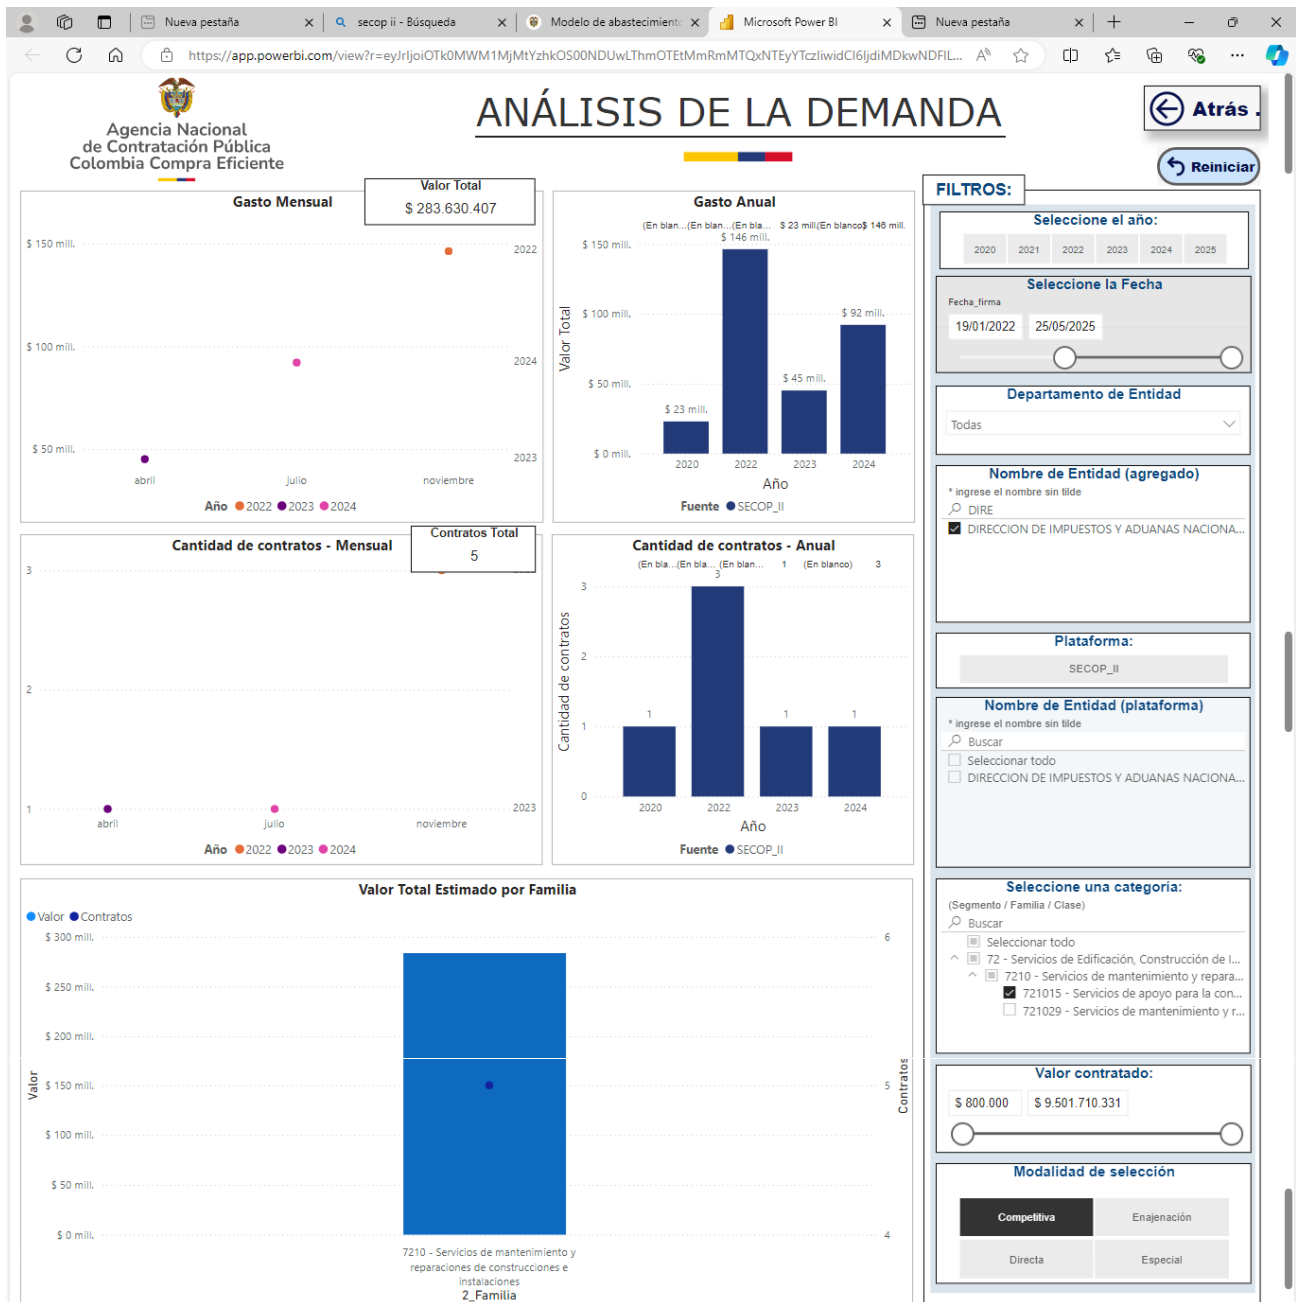 Nueva pestaña
secop ii - Búsqueda
Modelo de abastecimiento
Microsoft Power BI
Nueva pestaña
Agencia Nacional
de Contratación Pública
Colombia Compra Eficiente
ANÁLISIS DE LA DEMANDA
Atrás .
Reiniciar
Gasto Mensual
Valor Total
$ 283.630.407
$ 150 mill.
$ 100 mill.
$ 50 mill.
2022
2024
2023
abril
julio
noviembre
Año 2022 2023 2024
Gasto Anual
(En blan...(En blan...(En bla... $ 23 mill(En blanco$ 146 mill.
$ 150 mill.
$ 100 mill.
$ 50 mill.
$ 0 mill.
Valor Total
$ 23 mill.
$ 146 mill.
$ 45 mill.
$ 92 mill.
2020
2022
2023
2024
Año
Fuente SECOP_II
Cantidad de contratos - Mensual
Contratos Total
5
3
2
1
2023
abril
julio
noviembre
Año 2022 2023 2024
Cantidad de contratos - Anual
(En bla...(En bla... (En blan... 1 (En blanco) 3
3
2
1
0
Cantidad de contratos
1
3
1
1
2020
2022
2023
2024
Año
Fuente SECOP_II
Valor Total Estimado por Familia
Valor Contratos
$ 300 mill.
$ 250 mill.
$ 200 mill.
$ 150 mill.
$ 100 mill.
$ 50 mill.
$ 0 mill.
Valor
6
5
4
Contratos
7210 - Servicios de mantenimiento y
reparaciones de construcciones e
instalaciones
2_Familia
FILTROS:
Seleccione el año:
2020 2021 2022 2023 2024 2025
Seleccione la Fecha
Fecha_firma
19/01/2022 25/05/2025
Departamento de Entidad
Todas
Nombre de Entidad (agregado)
* ingrese el nombre sin tilde
DIRE
DIRECCION DE IMPUESTOS Y ADUANAS NACIONA...
Plataforma:
SECOP_II
Nombre de Entidad (plataforma)
* ingrese el nombre sin tilde
Buscar
Seleccionar todo
DIRECCION DE IMPUESTOS Y ADUANAS NACIONA...
Seleccione una categoría:
(Segmento / Familia / Clase)
Buscar
Seleccionar todo
72 - Servicios de Edificación, Construcción de I...
7210 - Servicios de mantenimiento y repara...
721015 - Servicios de apoyo para la con...
721029 - Servicios de mantenimiento y r...
Valor contratado:
$ 800.000 $ 9.501.710.331
Modalidad de selección
Competitiva
Enajenación
Directa
Especial